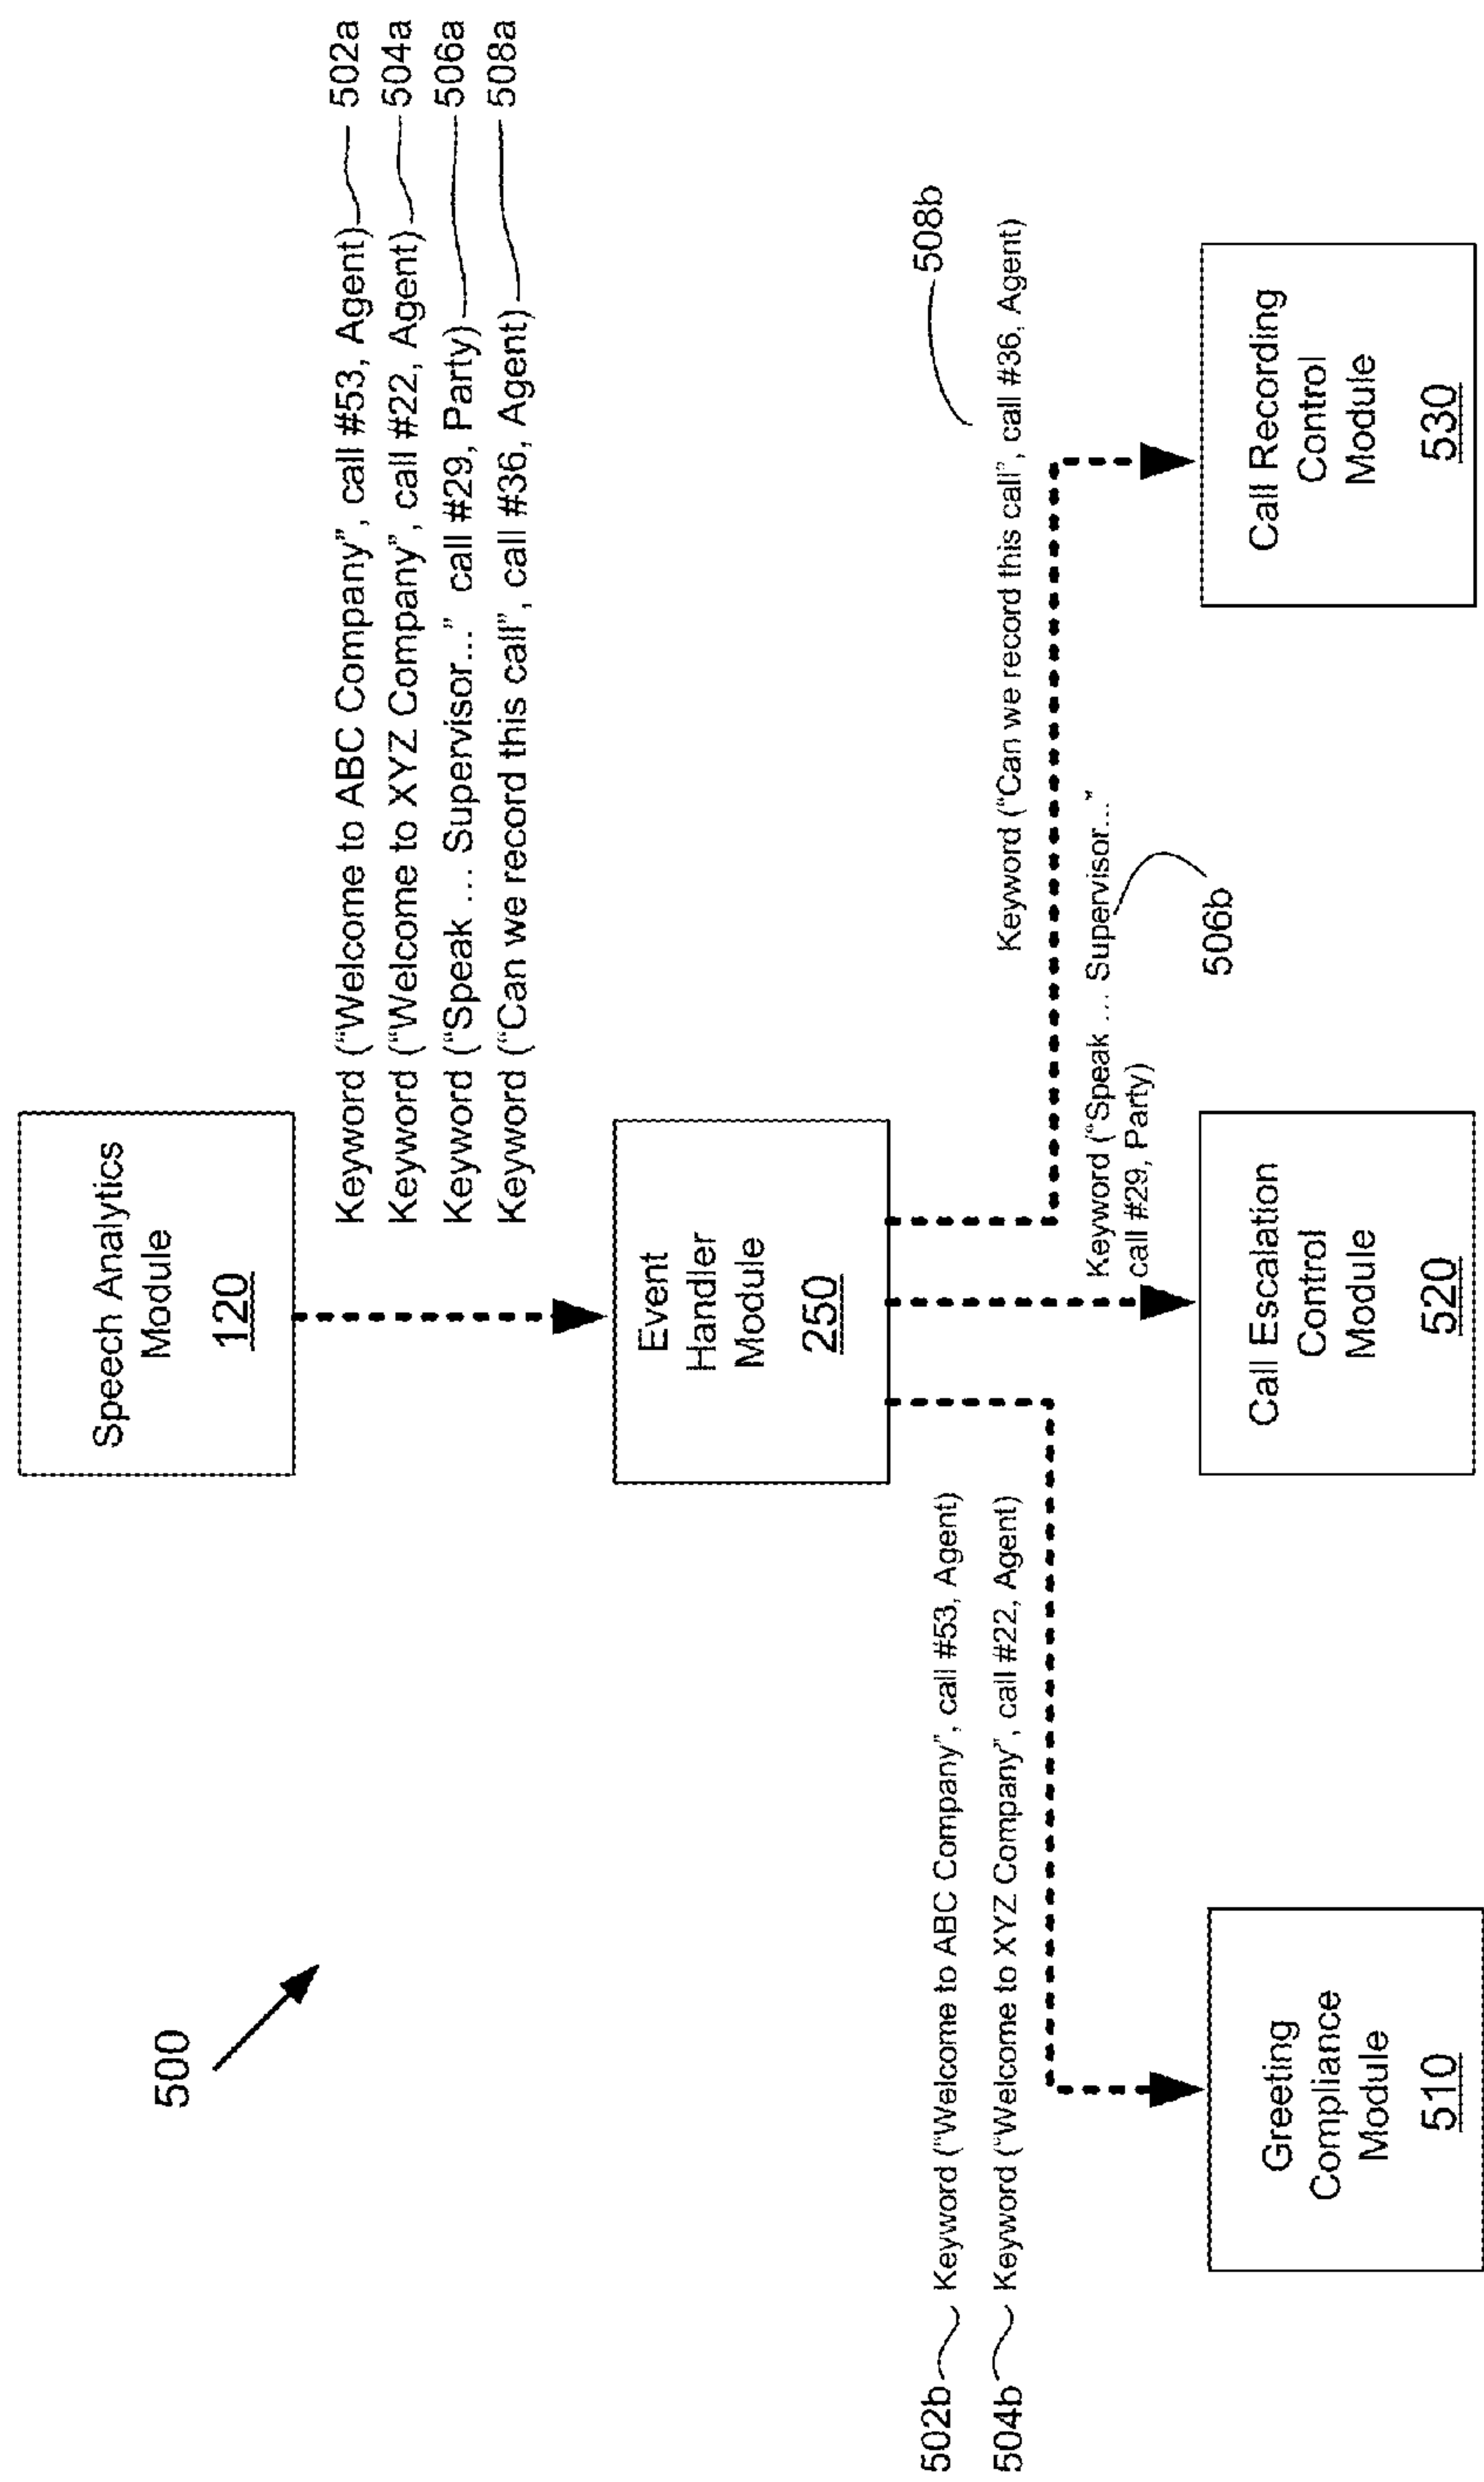 500
Speech Analytics
Module
120
Keyword (“Welcome to ABC Company”, call #53, Agent) 502a
Keyword (“Welcome to XYZ Company”, call #22, Agent) 504a
Keyword (“Speak ... Supervisor...” call #29, Party) 506a
Keyword (“Can we record this call”, call #36, Agent) 508a
Event
Handler
Module
250
502b Keyword (“Welcome to ABC Company”, call #53, Agent)
504b Keyword (“Welcome to XYZ Company”, call #22, Agent)
508b
Keyword (“Can we record this call”, call #36, Agent)
Keyword (“Speak ... Supervisor...”
call #29, Party)
506b
Greeting
Compliance
Module
510
Call Escalation
Control
Module
520
Call Recording
Control
Module
530